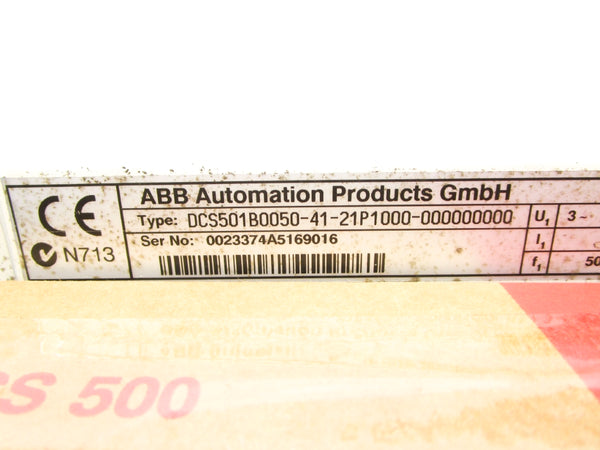 CE
N713
ABB Automation Products GmbH
Type: DCS501B0050-41-21P1000-000000000
Ser No: 0023374A5169016
U1 3~
I1
f1 50
CS 500